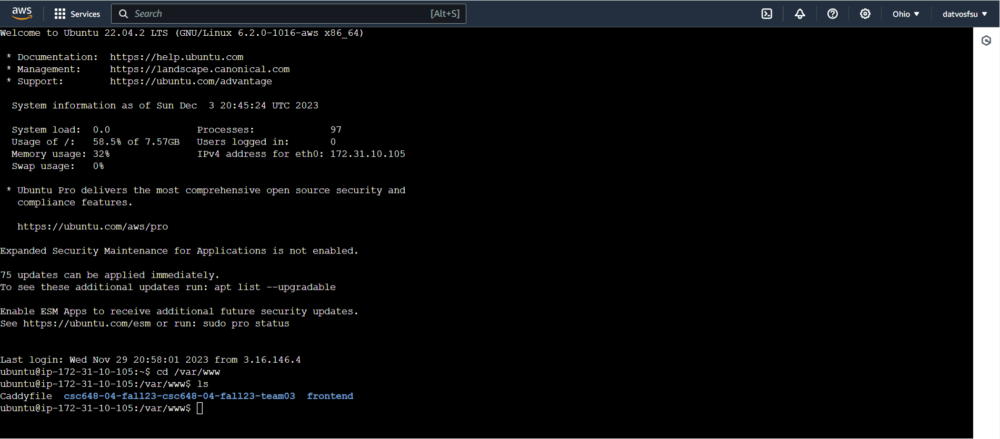 aws Services Search [Alt+S] Ohio datvosfsu
Welcome to Ubuntu 22.04.2 LTS (GNU/Linux 6.2.0-1016-aws x86_64)
* Documentation:  https://help.ubuntu.com
* Management:     https://landscape.canonical.com
* Support:        https://ubuntu.com/advantage
System information as of Sun Dec  3 20:45:24 UTC 2023
System load:  0.0               Processes:             97
Usage of /:   58.5% of 7.57GB   Users logged in:       0
Memory usage: 32%               IPv4 address for eth0: 172.31.10.105
Swap usage:   0%
* Ubuntu Pro delivers the most comprehensive open source security and
compliance features.
https://ubuntu.com/aws/pro
Expanded Security Maintenance for Applications is not enabled.
75 updates can be applied immediately.
To see these additional updates run: apt list --upgradable
Enable ESM Apps to receive additional future security updates.
See https://ubuntu.com/esm or run: sudo pro status
Last login: Wed Nov 29 20:58:01 2023 from 3.16.146.4
ubuntu@ip-172-31-10-105:~$ cd /var/www
ubuntu@ip-172-31-10-105:/var/www$ ls
Caddyfile  csc648-04-fall23-csc648-04-fall23-team03  frontend
ubuntu@ip-172-31-10-105:/var/www$